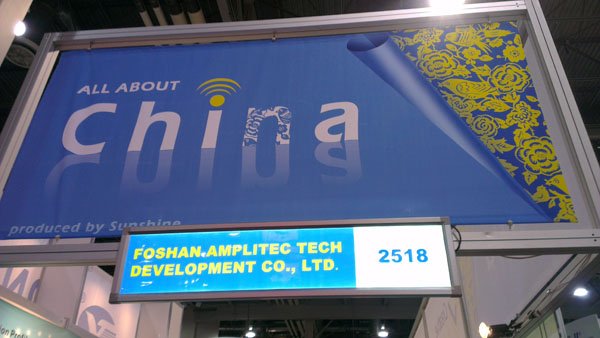 ALL ABOUT
China
produced by Sunshine
FOSHAN AMPLITEC TECH
DEVELOPMENT CO., LTD.
2518